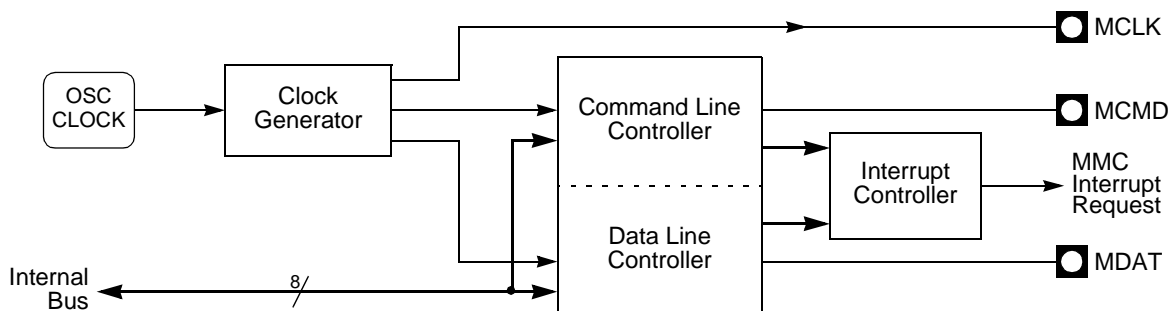 MCLK
OSC
CLOCK
Clock
Generator
Command Line
Controller
MCMD
Interrupt
Controller
MMC
Interrupt
Request
Data Line
Controller
MDAT
Internal
Bus
8